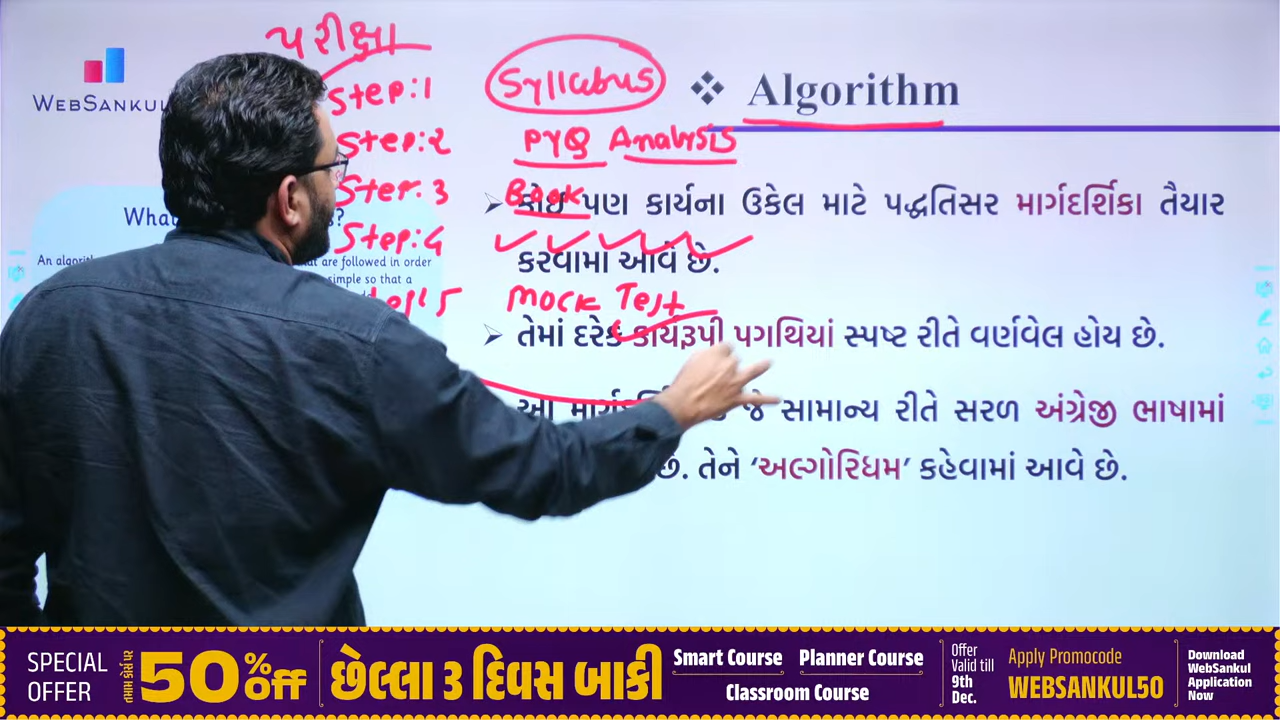 પરીક્ષા
WEBSANKUL
Step:1 Syllabus
Algorithm
Step:2 PYQ Analysis
Step:3 Book
પણ કાર્યના ઉકેલ માટે પદ્ધતિસર માર્ગદર્શિકા તૈયાર
Step:4
કરવામાં આવે છે.
An
are followed in order
simple so that a
5 Mock Test
તેમાં દરેક કાર્યરૂપી પગથિયાં સ્પષ્ટ રીતે વર્ણવેલ હોય છે.
આ જે સામાન્ય રીતે સરળ અંગ્રેજી ભાષામાં
છે. તેને ‘અલ્ગોરિધમ’ કહેવામાં આવે છે.
SPECIAL OFFER
તમામ કોર્સ પર
50% off
છેલ્લા 3 દિવસ બાકી
Smart Course Planner Course
Classroom Course
Offer Valid till 9th Dec.
Apply Promocode
WEBSANKUL50
Download WebSankul Application Now